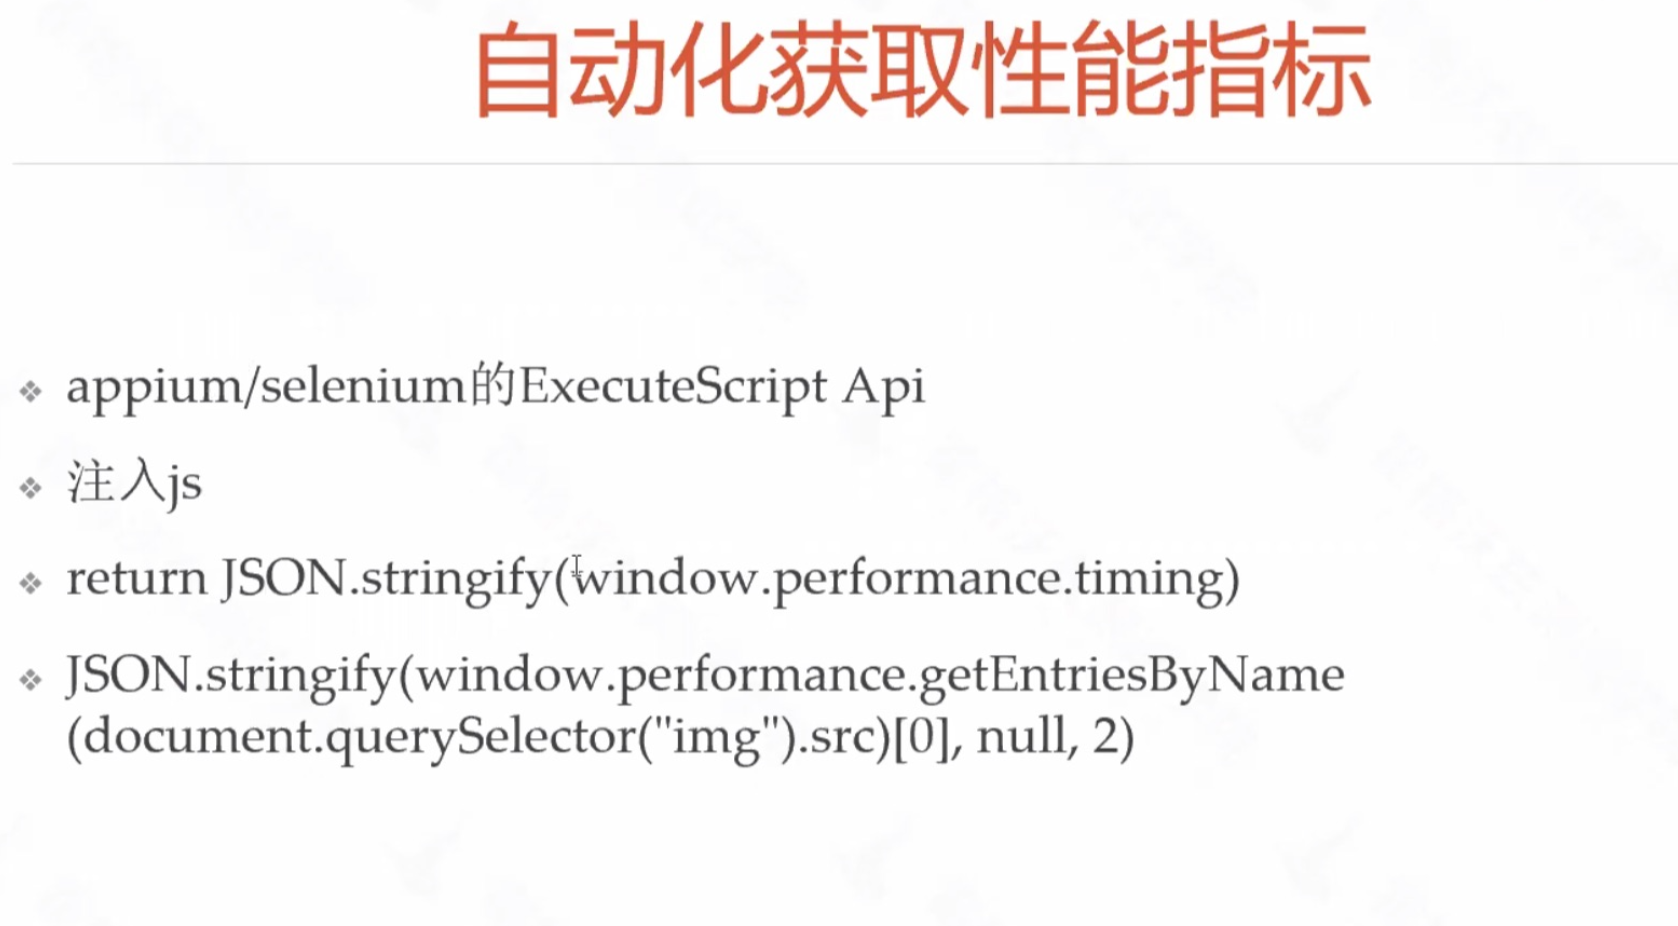 自动化获取性能指标
appium/selenium的ExecuteScript Api
注入js
return JSON.stringify(window.performance.timing)
JSON.stringify(window.performance.getEntriesByName
(document.querySelector("img").src)[0], null, 2)